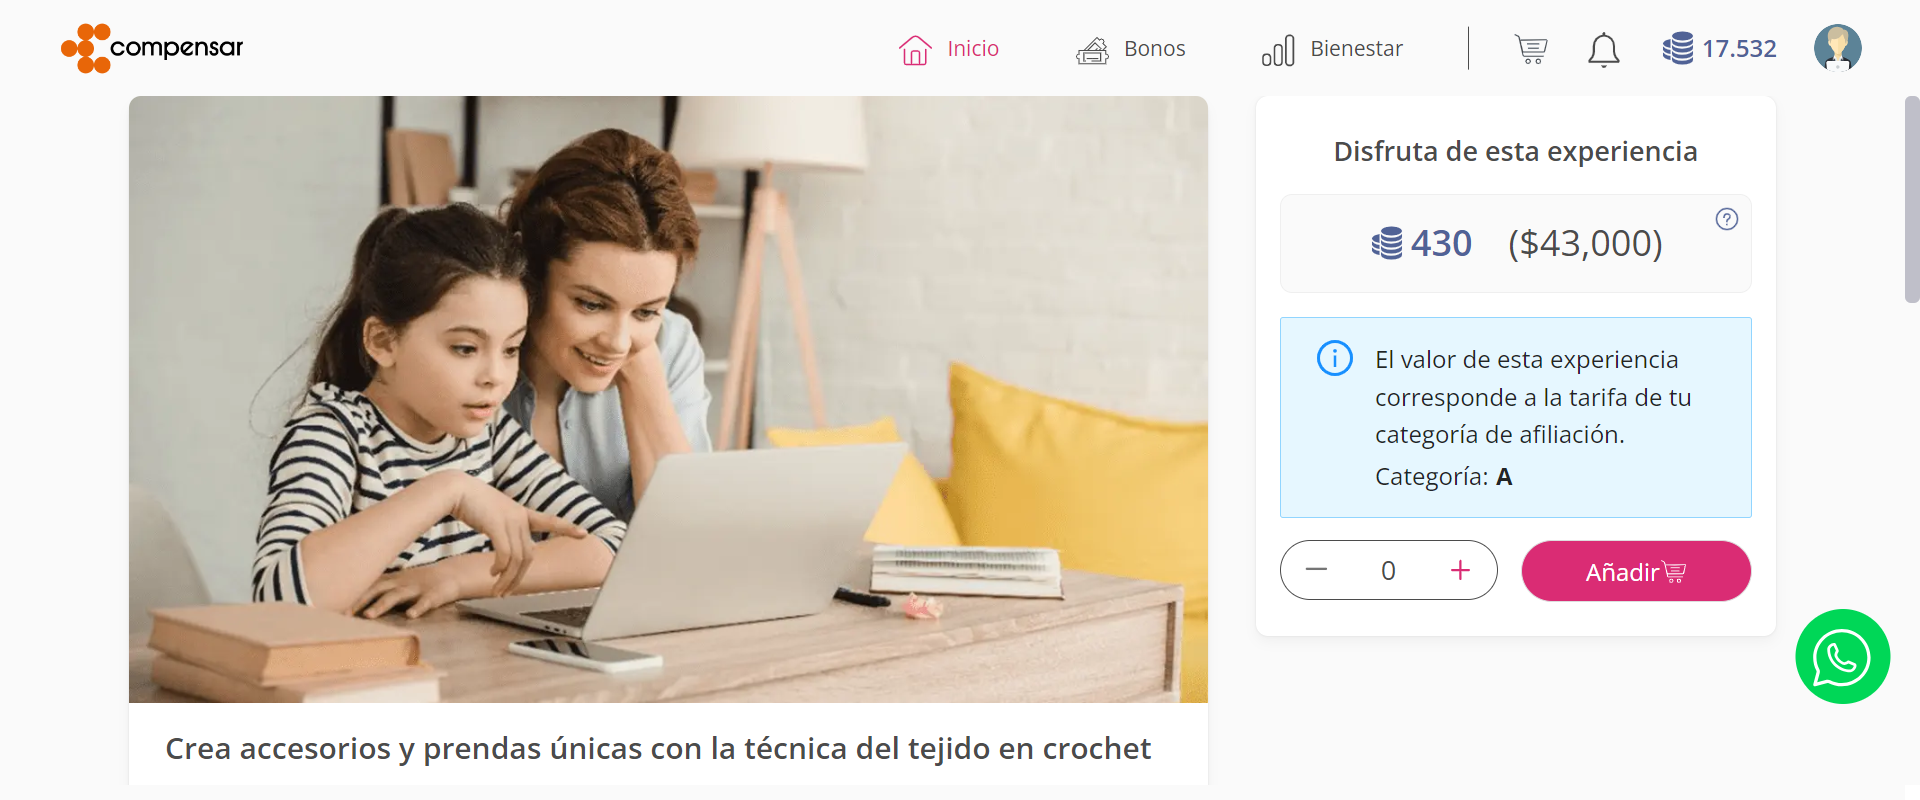 compensar
Inicio
Bonos
Bienestar
17.532
Disfruta de esta experiencia
430 ($43,000)
?
El valor de esta experiencia
corresponde a la tarifa de tu
categoría de afiliación.
Categoría: A
0
Añadir
Crea accesorios y prendas únicas con la técnica del tejido en crochet